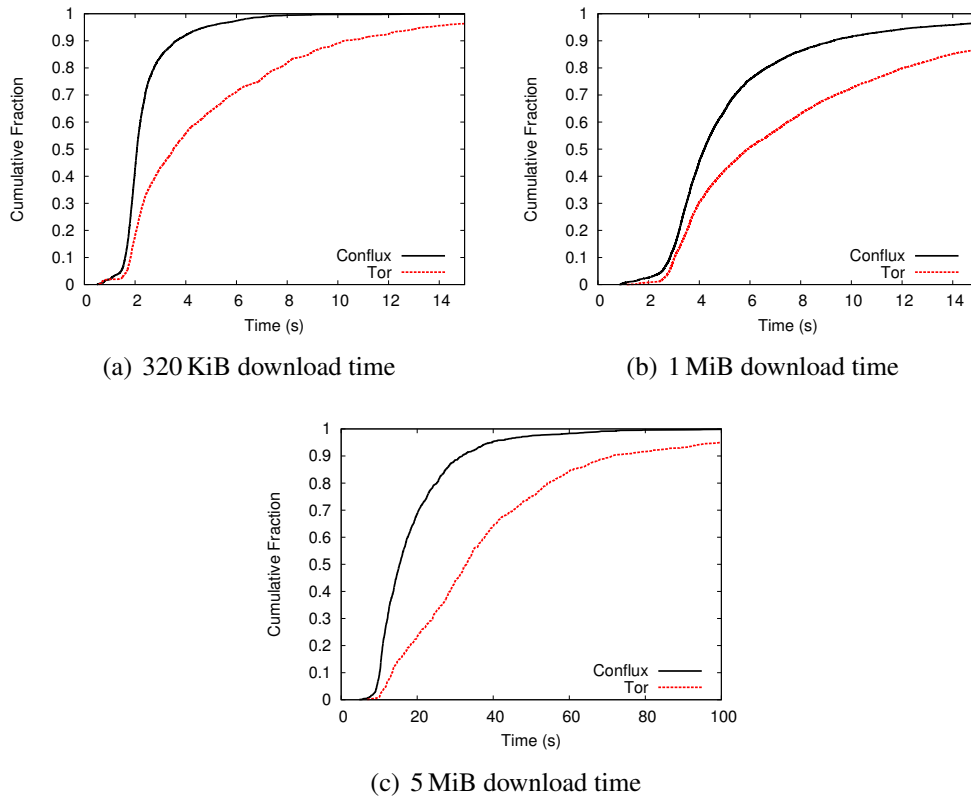 1
0.9
0.8
0.7
0.6
0.5
0.4
0.3
0.2
0.1
0
Cumulative Fraction
0 2 4 6 8 10 12 14
Time (s)
Conflux
Tor
(a) 320 KiB download time
1
0.9
0.8
0.7
0.6
0.5
0.4
0.3
0.2
0.1
0
Cumulative Fraction
0 2 4 6 8 10 12 14
Time (s)
Conflux
Tor
(b) 1 MiB download time
1
0.9
0.8
0.7
0.6
0.5
0.4
0.3
0.2
0.1
0
Cumulative Fraction
0 20 40 60 80 100
Time (s)
Conflux
Tor
(c) 5 MiB download time